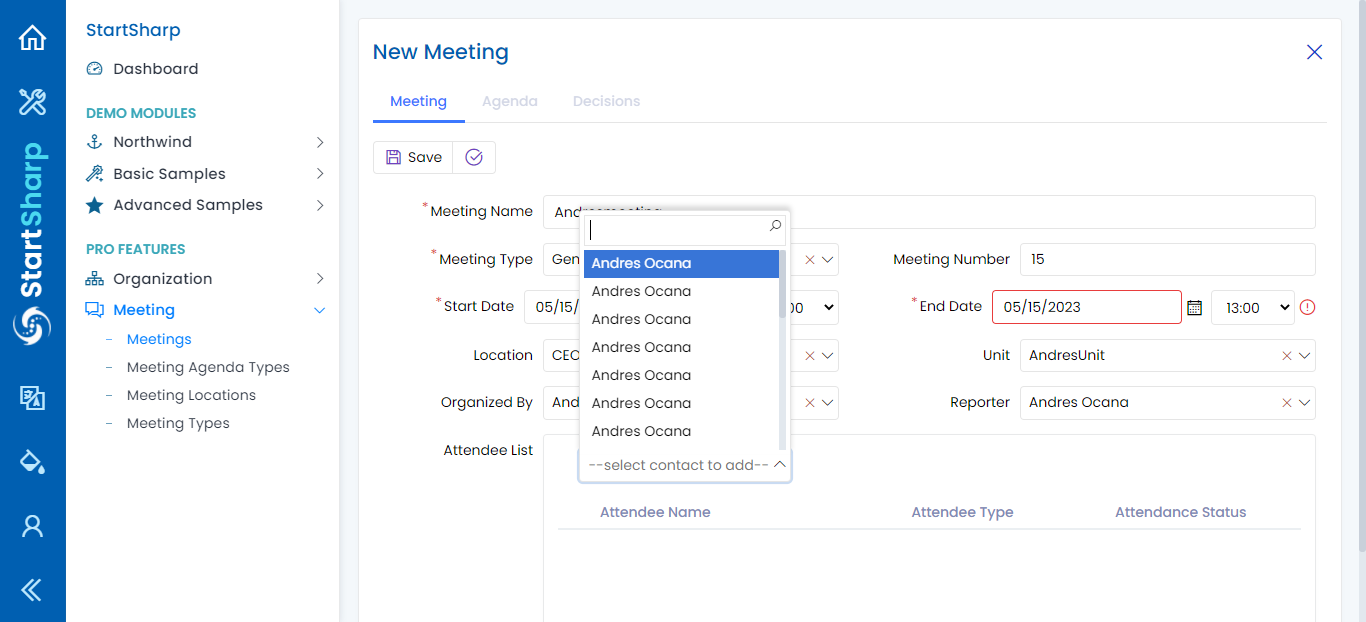 StartSharp
StartSharp
Dashboard
DEMO MODULES
Northwind
Basic Samples
Advanced Samples
PRO FEATURES
Organization
Meeting
Meetings
Meeting Agenda Types
Meeting Locations
Meeting Types
New Meeting
Meeting Agenda Decisions
Save
*Meeting Name
*Meeting Type Gen
Meeting Number 15
*Start Date 05/15/ 00
*End Date 05/15/2023 13:00
Location CEO
Unit AndresUnit
Organized By And
Reporter Andres Ocana
Attendee List
Andres Ocana
Andres Ocana
Andres Ocana
Andres Ocana
Andres Ocana
Andres Ocana
Andres Ocana
--select contact to add--
Attendee Name Attendee Type Attendance Status